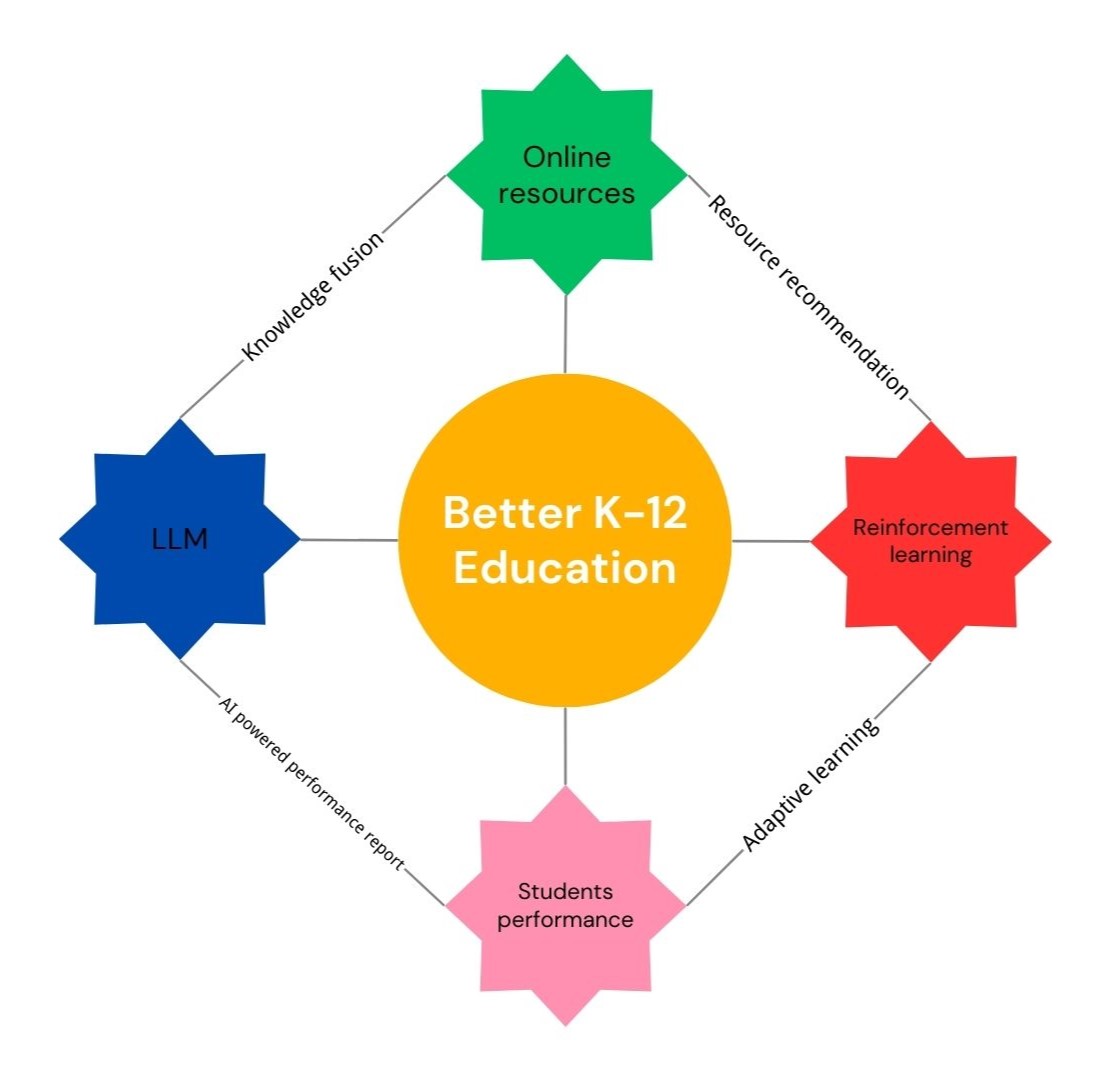 Online
resources
Knowledge fusion
Resource recommendation
LLM
Better K-12
Education
Reinforcement
learning
AI powered performance report
Adaptive learning
Students
performance